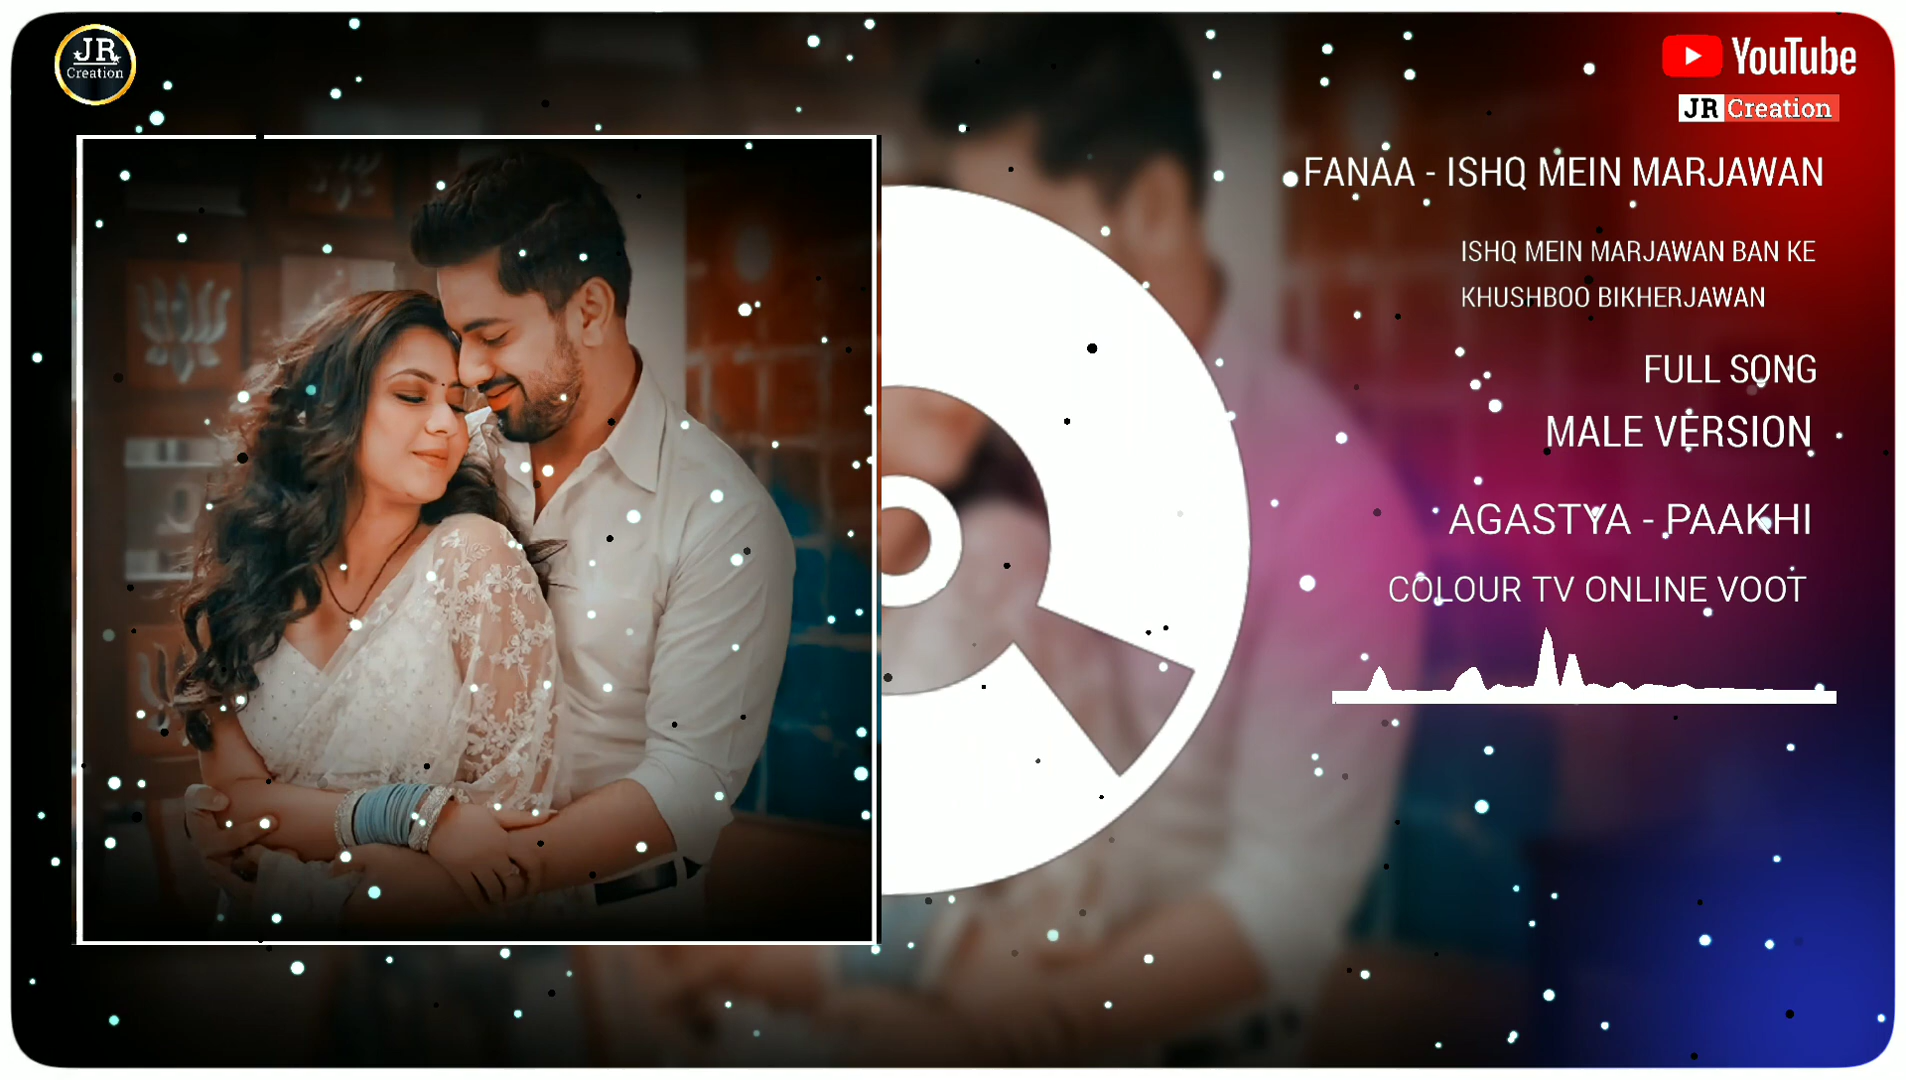 JR
Creation
YouTube
JR Creation
FANAA - ISHQ MEIN MARJAWAN
ISHQ MEIN MARJAWAN BAN KE
KHUSHBOO BIKHERJAWAN
FULL SONG
MALE VERSION
AGASTYA - PAAKHI
COLOUR TV ONLINE VOOT